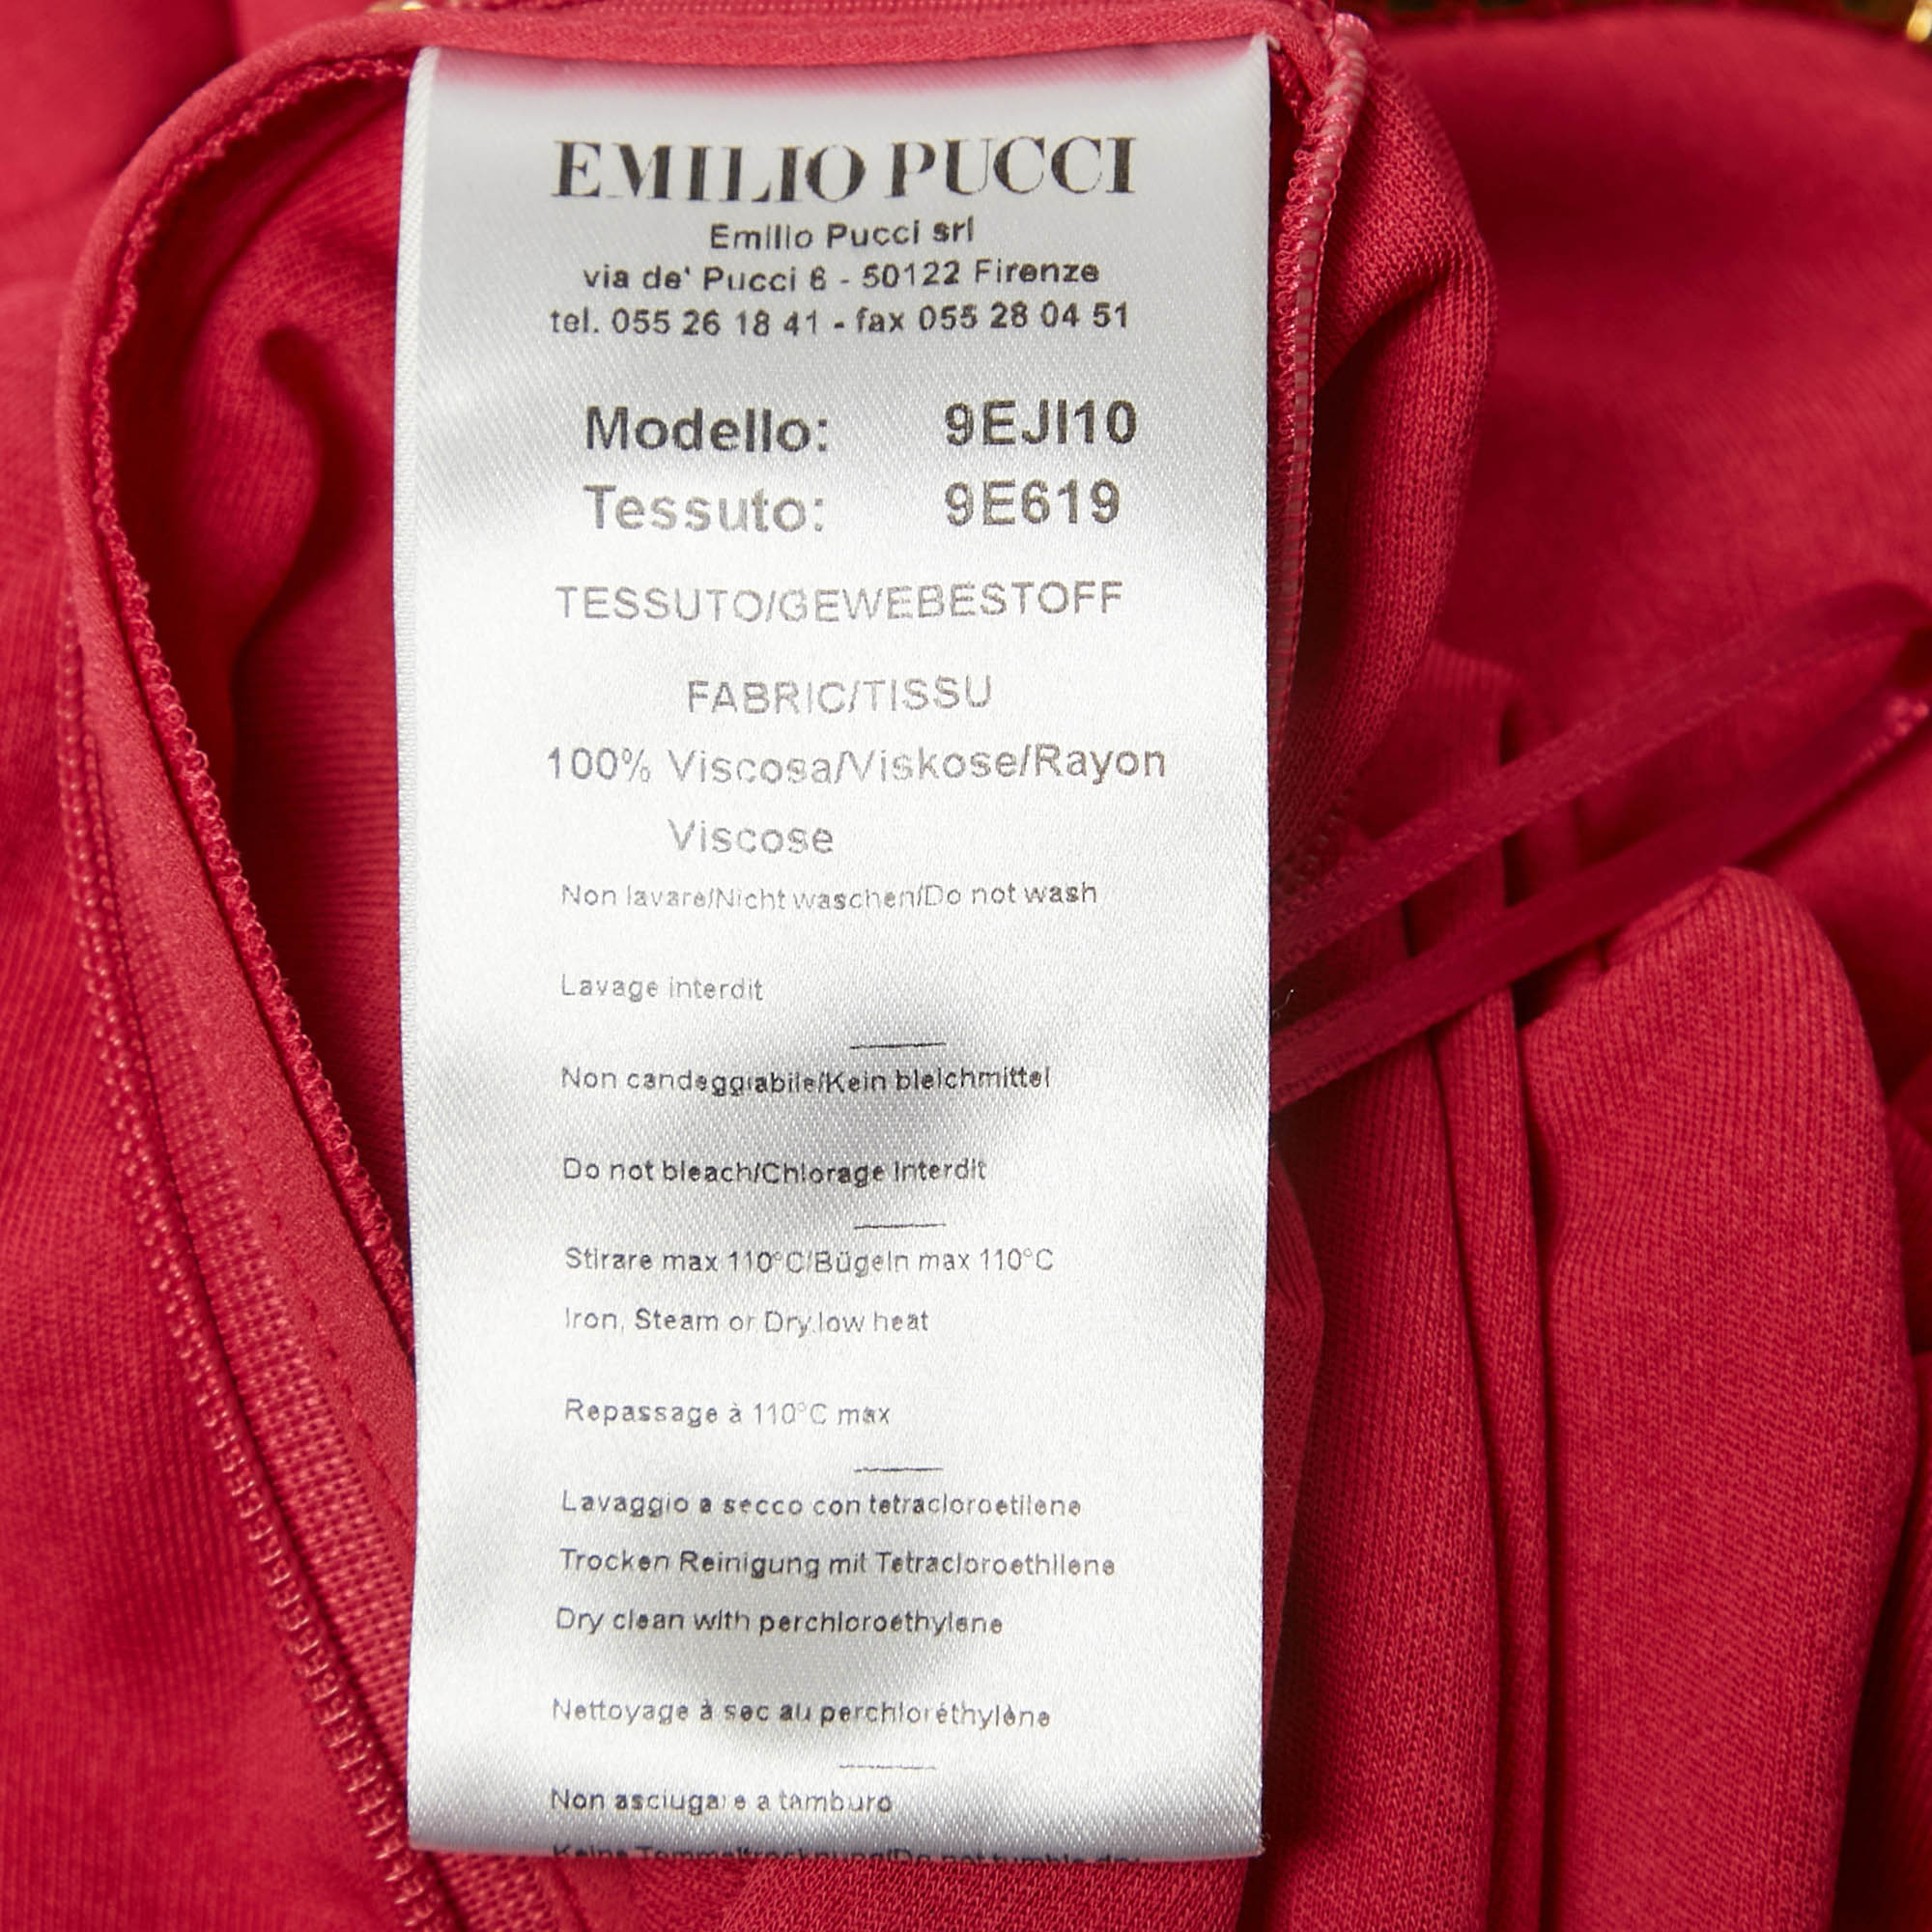 EMILIO PUCCI
Emilio Pucci srl
via de' Pucci 6 - 50122 Firenze
tel. 055 26 18 41 - fax 055 28 04 51
Modello: 9EJI10
Tessuto: 9E619
TESSUTO/GEWEBESTOFF
FABRIC/TISSU
100% Viscosa/Viskose/Rayon
Viscose
Non lavare/Nicht waschen/Do not wash
Lavage interdit
Non candeggiabile/Kein bleichmittel
Do not bleach/Chlorage Interdit
Stirare max 110°C/Bügeln max 110°C
Iron, Steam or Dry,low heat
Repassage à 110°C max
Lavaggio a secco con tetracloroetilene
Trocken Reinigung mit Tetracloroethilene
Dry clean with perchloroethylene
Nettoyage à sec au perchloréthylène
Non asciugare a tamburo